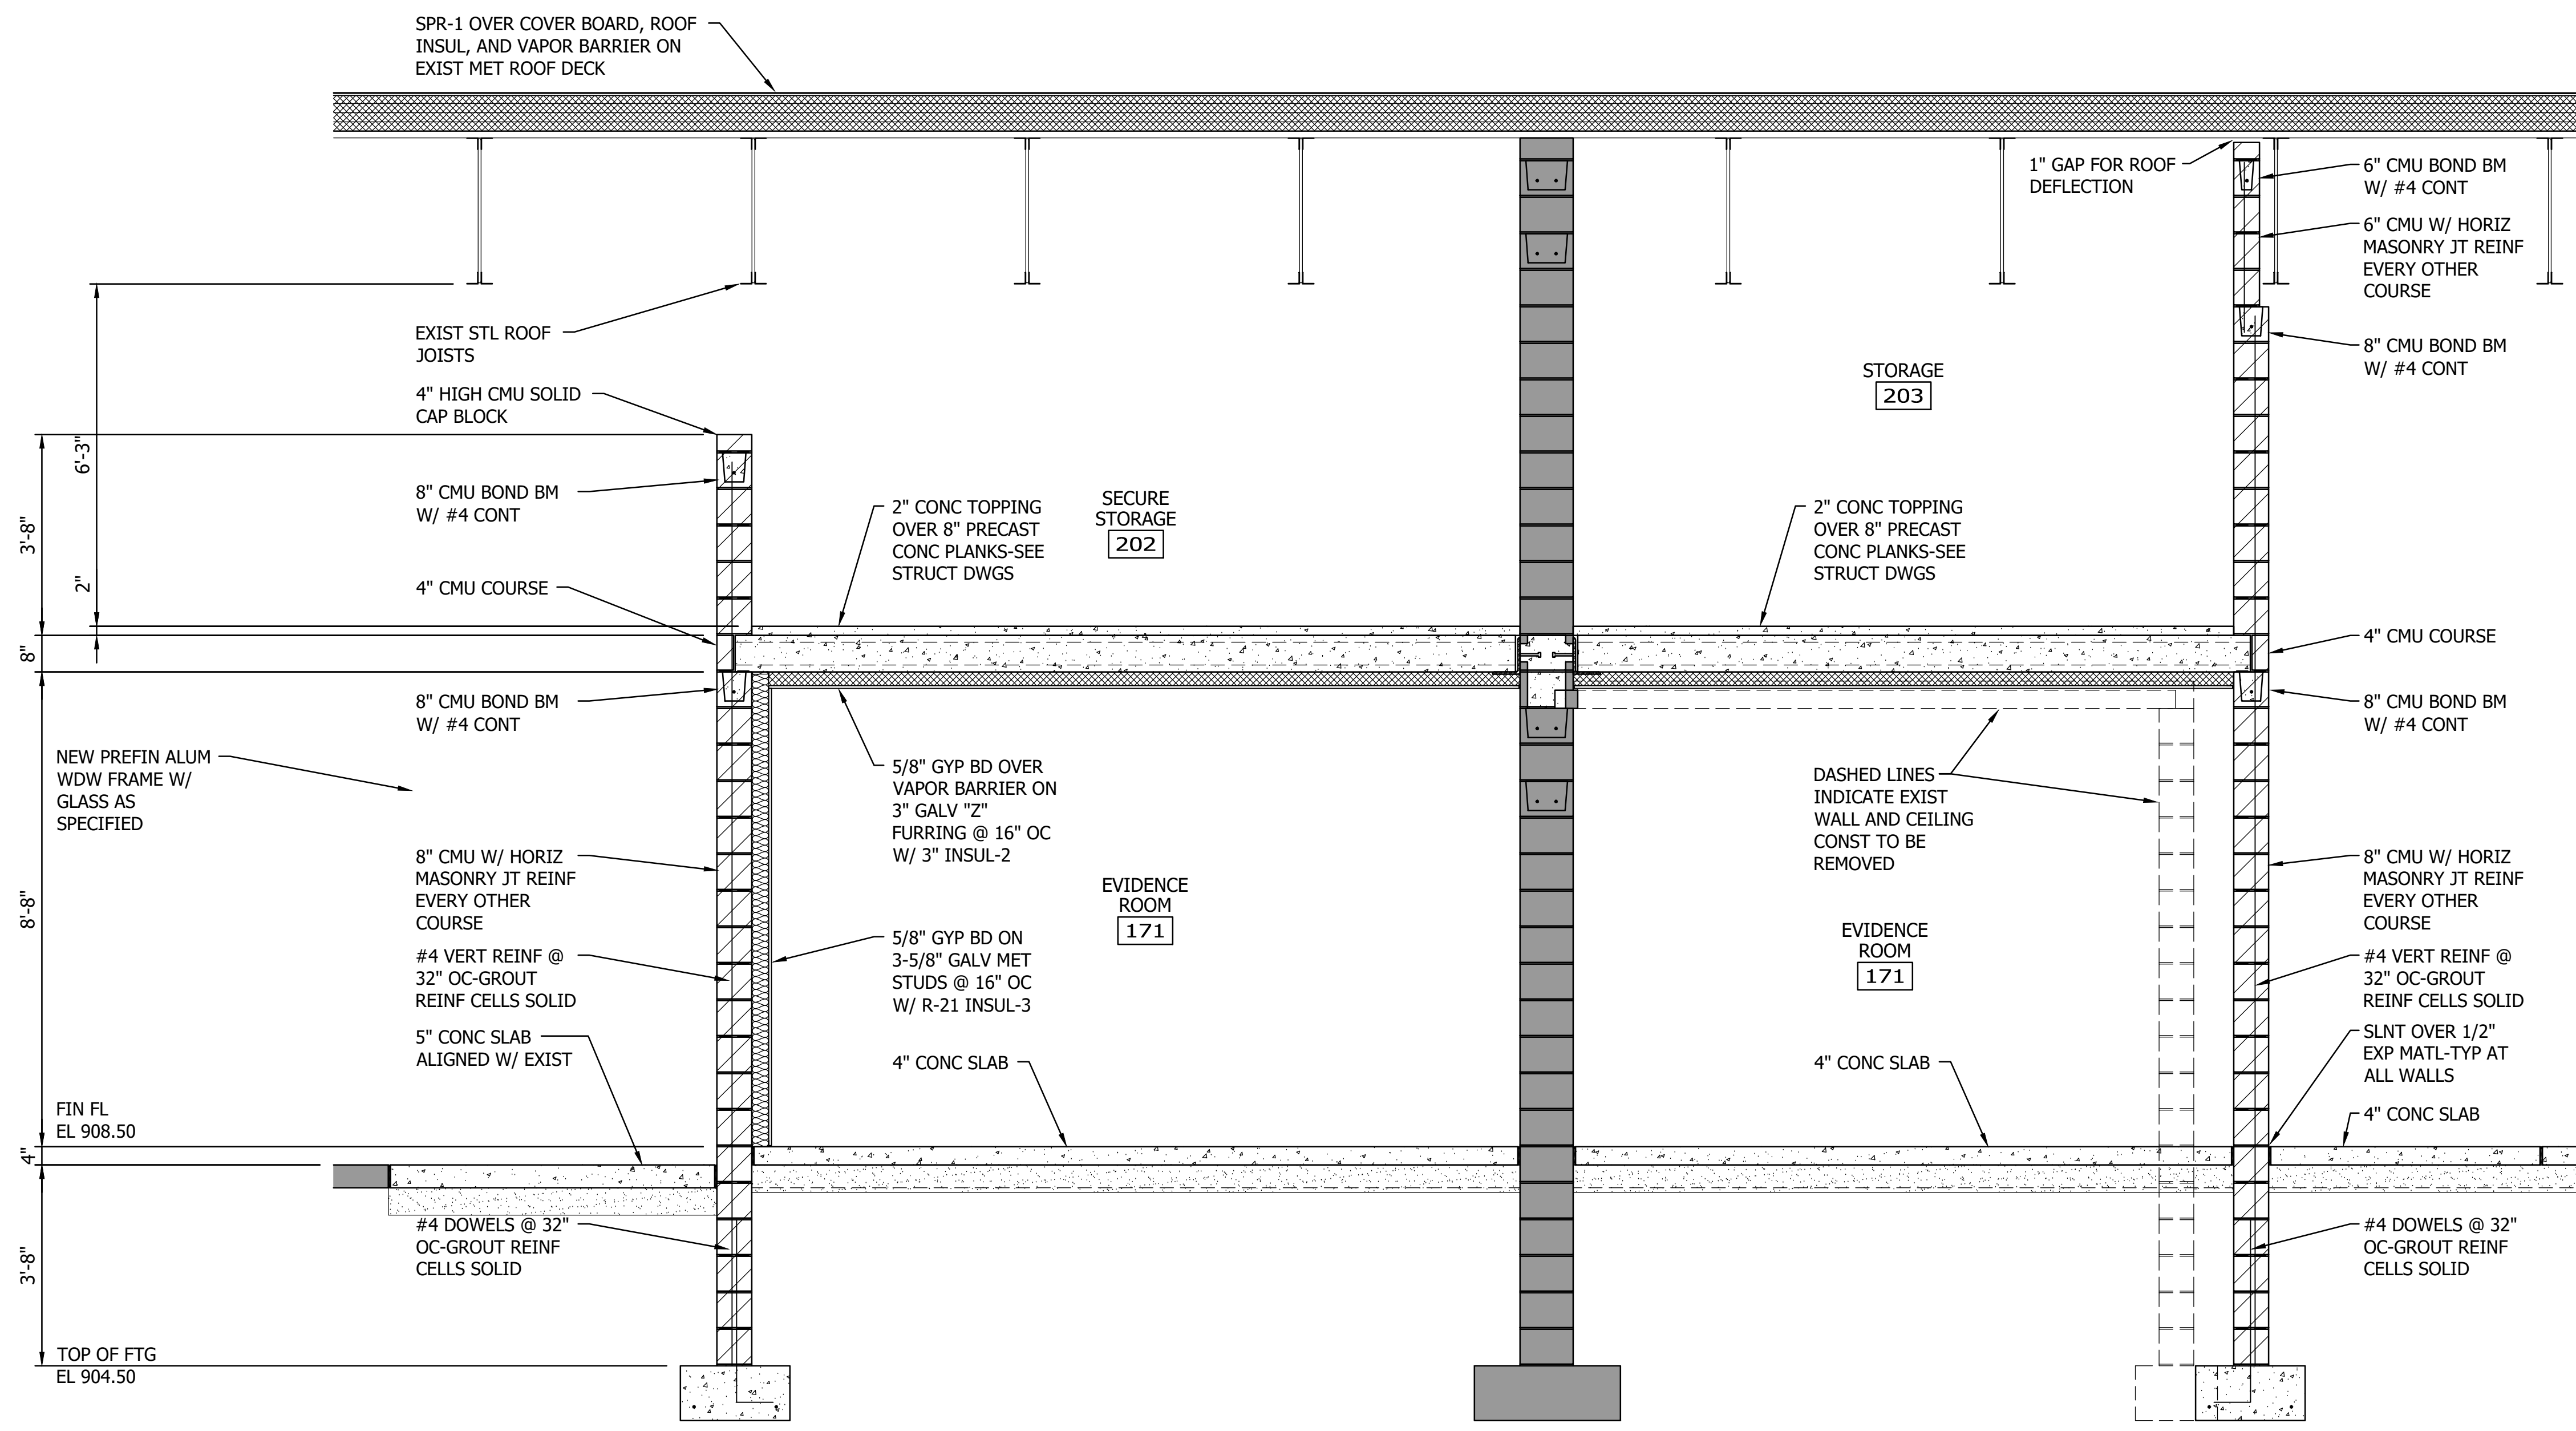 SPR-1 OVER COVER BOARD, ROOF
INSUL, AND VAPOR BARRIER ON
EXIST MET ROOF DECK
1" GAP FOR ROOF
DEFLECTION
6" CMU BOND BM
W/ #4 CONT
6" CMU W/ HORIZ
MASONRY JT REINF
EVERY OTHER
COURSE
8" CMU BOND BM
W/ #4 CONT
EXIST STL ROOF
JOISTS
4" HIGH CMU SOLID
CAP BLOCK
8" CMU BOND BM
W/ #4 CONT
4" CMU COURSE
8" CMU BOND BM
W/ #4 CONT
6'-3"
2"
3'-8"
8"
8'-8"
4"
3'-8"
STORAGE
203
SECURE
STORAGE
202
2" CONC TOPPING
OVER 8" PRECAST
CONC PLANKS-SEE
STRUCT DWGS
2" CONC TOPPING
OVER 8" PRECAST
CONC PLANKS-SEE
STRUCT DWGS
4" CMU COURSE
8" CMU BOND BM
W/ #4 CONT
NEW PREFIN ALUM
WDW FRAME W/
GLASS AS
SPECIFIED
8" CMU W/ HORIZ
MASONRY JT REINF
EVERY OTHER
COURSE
#4 VERT REINF @
32" OC-GROUT
REINF CELLS SOLID
5" CONC SLAB
ALIGNED W/ EXIST
5/8" GYP BD OVER
VAPOR BARRIER ON
3" GALV "Z"
FURRING @ 16" OC
W/ 3" INSUL-2
5/8" GYP BD ON
3-5/8" GALV MET
STUDS @ 16" OC
W/ R-21 INSUL-3
4" CONC SLAB
EVIDENCE
ROOM
171
DASHED LINES
INDICATE EXIST
WALL AND CEILING
CONST TO BE
REMOVED
EVIDENCE
ROOM
171
4" CONC SLAB
8" CMU W/ HORIZ
MASONRY JT REINF
EVERY OTHER
COURSE
#4 VERT REINF @
32" OC-GROUT
REINF CELLS SOLID
SLNT OVER 1/2"
EXP MATL-TYP AT
ALL WALLS
4" CONC SLAB
FIN FL
EL 908.50
#4 DOWELS @ 32"
OC-GROUT REINF
CELLS SOLID
#4 DOWELS @ 32"
OC-GROUT REINF
CELLS SOLID
TOP OF FTG
EL 904.50